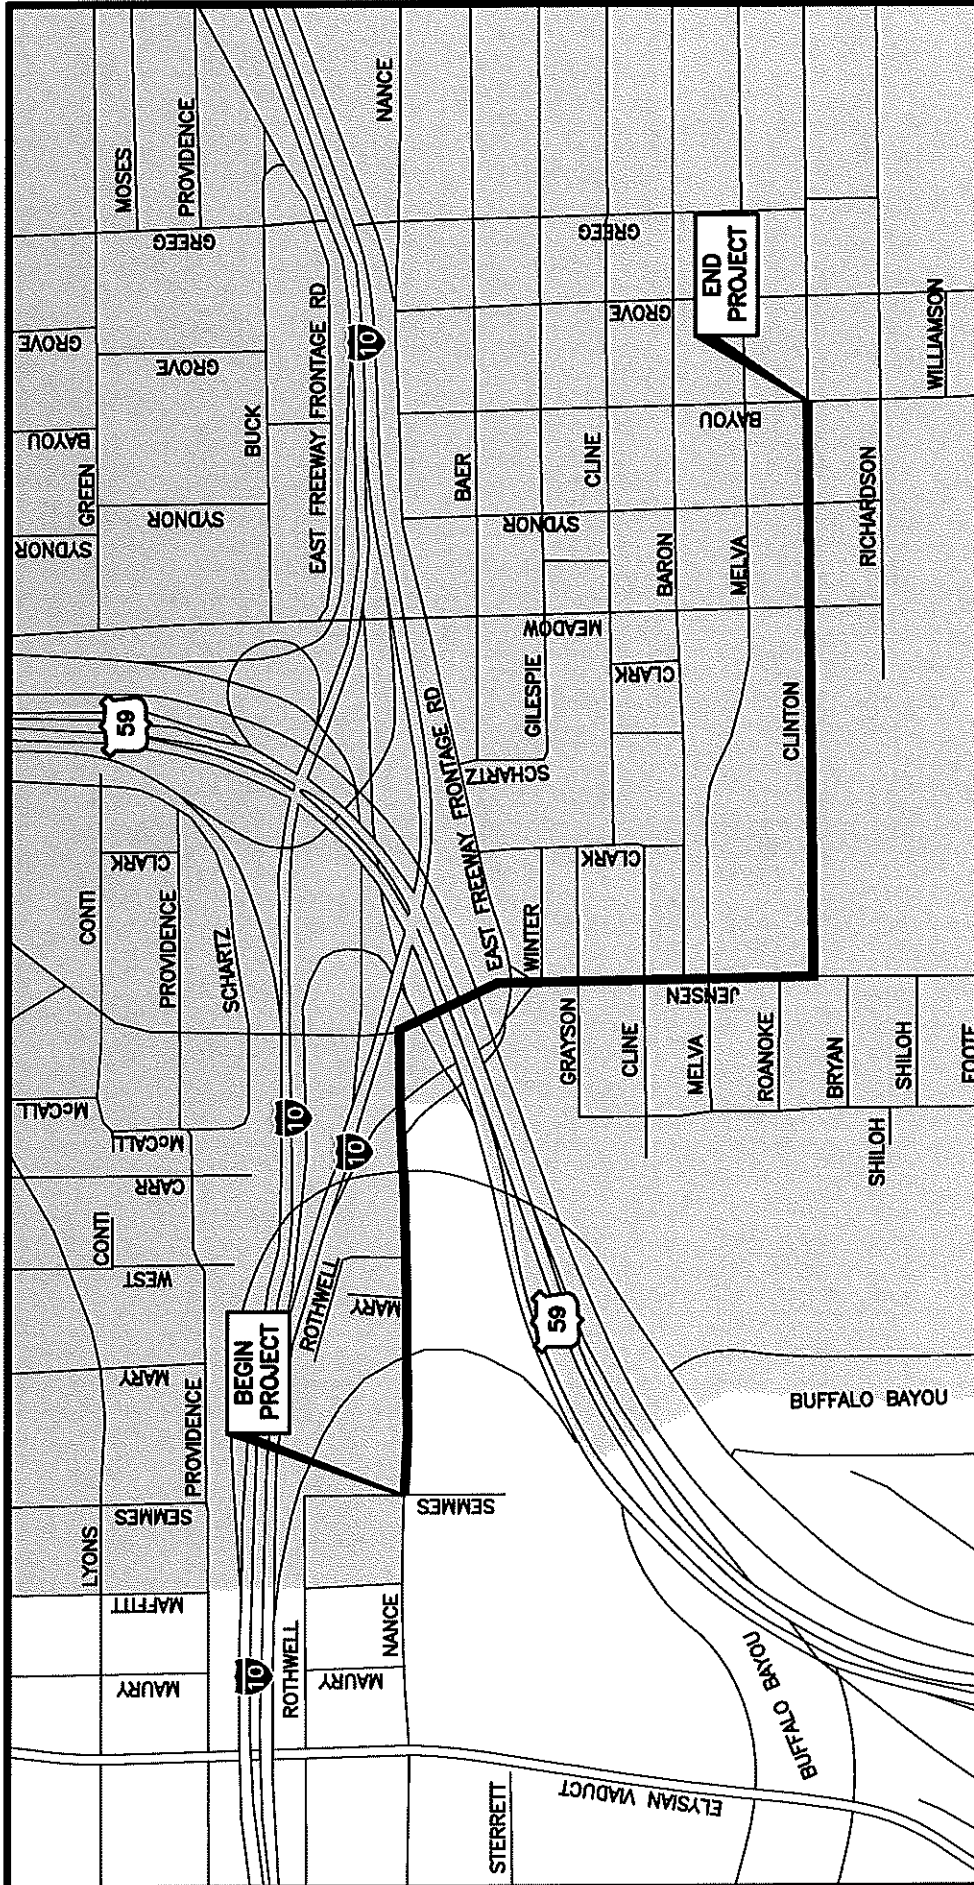 MOSES
PROVIDENCE
NANCE
GREEG
GREEG
GROVE
GROVE
GROVE
END
PROJECT
WILLIAMSON
BAYOU
GREEN
BUCK
EAST FREEWAY FRONTAGE RD
10
BAYOU
SYDNOR
SYDNOR
BAER
CLINE
SYDNOR
BARON
MELVA
RICHARDSON
MEADOW
59
GILESPIE
CLARK
CLINTON
SCHARTZ
EAST FREEWAY FRONTAGE RD
CONTI
CLARK
PROVIDENCE
SCHARTZ
WINTER
CLARK
JENSEN
GRAYSON
CLINE
MELVA
ROANOKE
BRYAN
SHILOH
FOOTE
McCALL
McCALL
10
10
CARR
SHILOH
CONTI
WEST
ROTHWELL
MARY
MARY
BEGIN
PROJECT
59
BUFFALO BAYOU
PROVIDENCE
SEMMES
SEMMES
LYONS
MAFFITT
ROTHWELL
NANCE
MAURY
10
MAURY
BUFFALO BAYOU
ELYSIAN VIADUCT
STERRETT